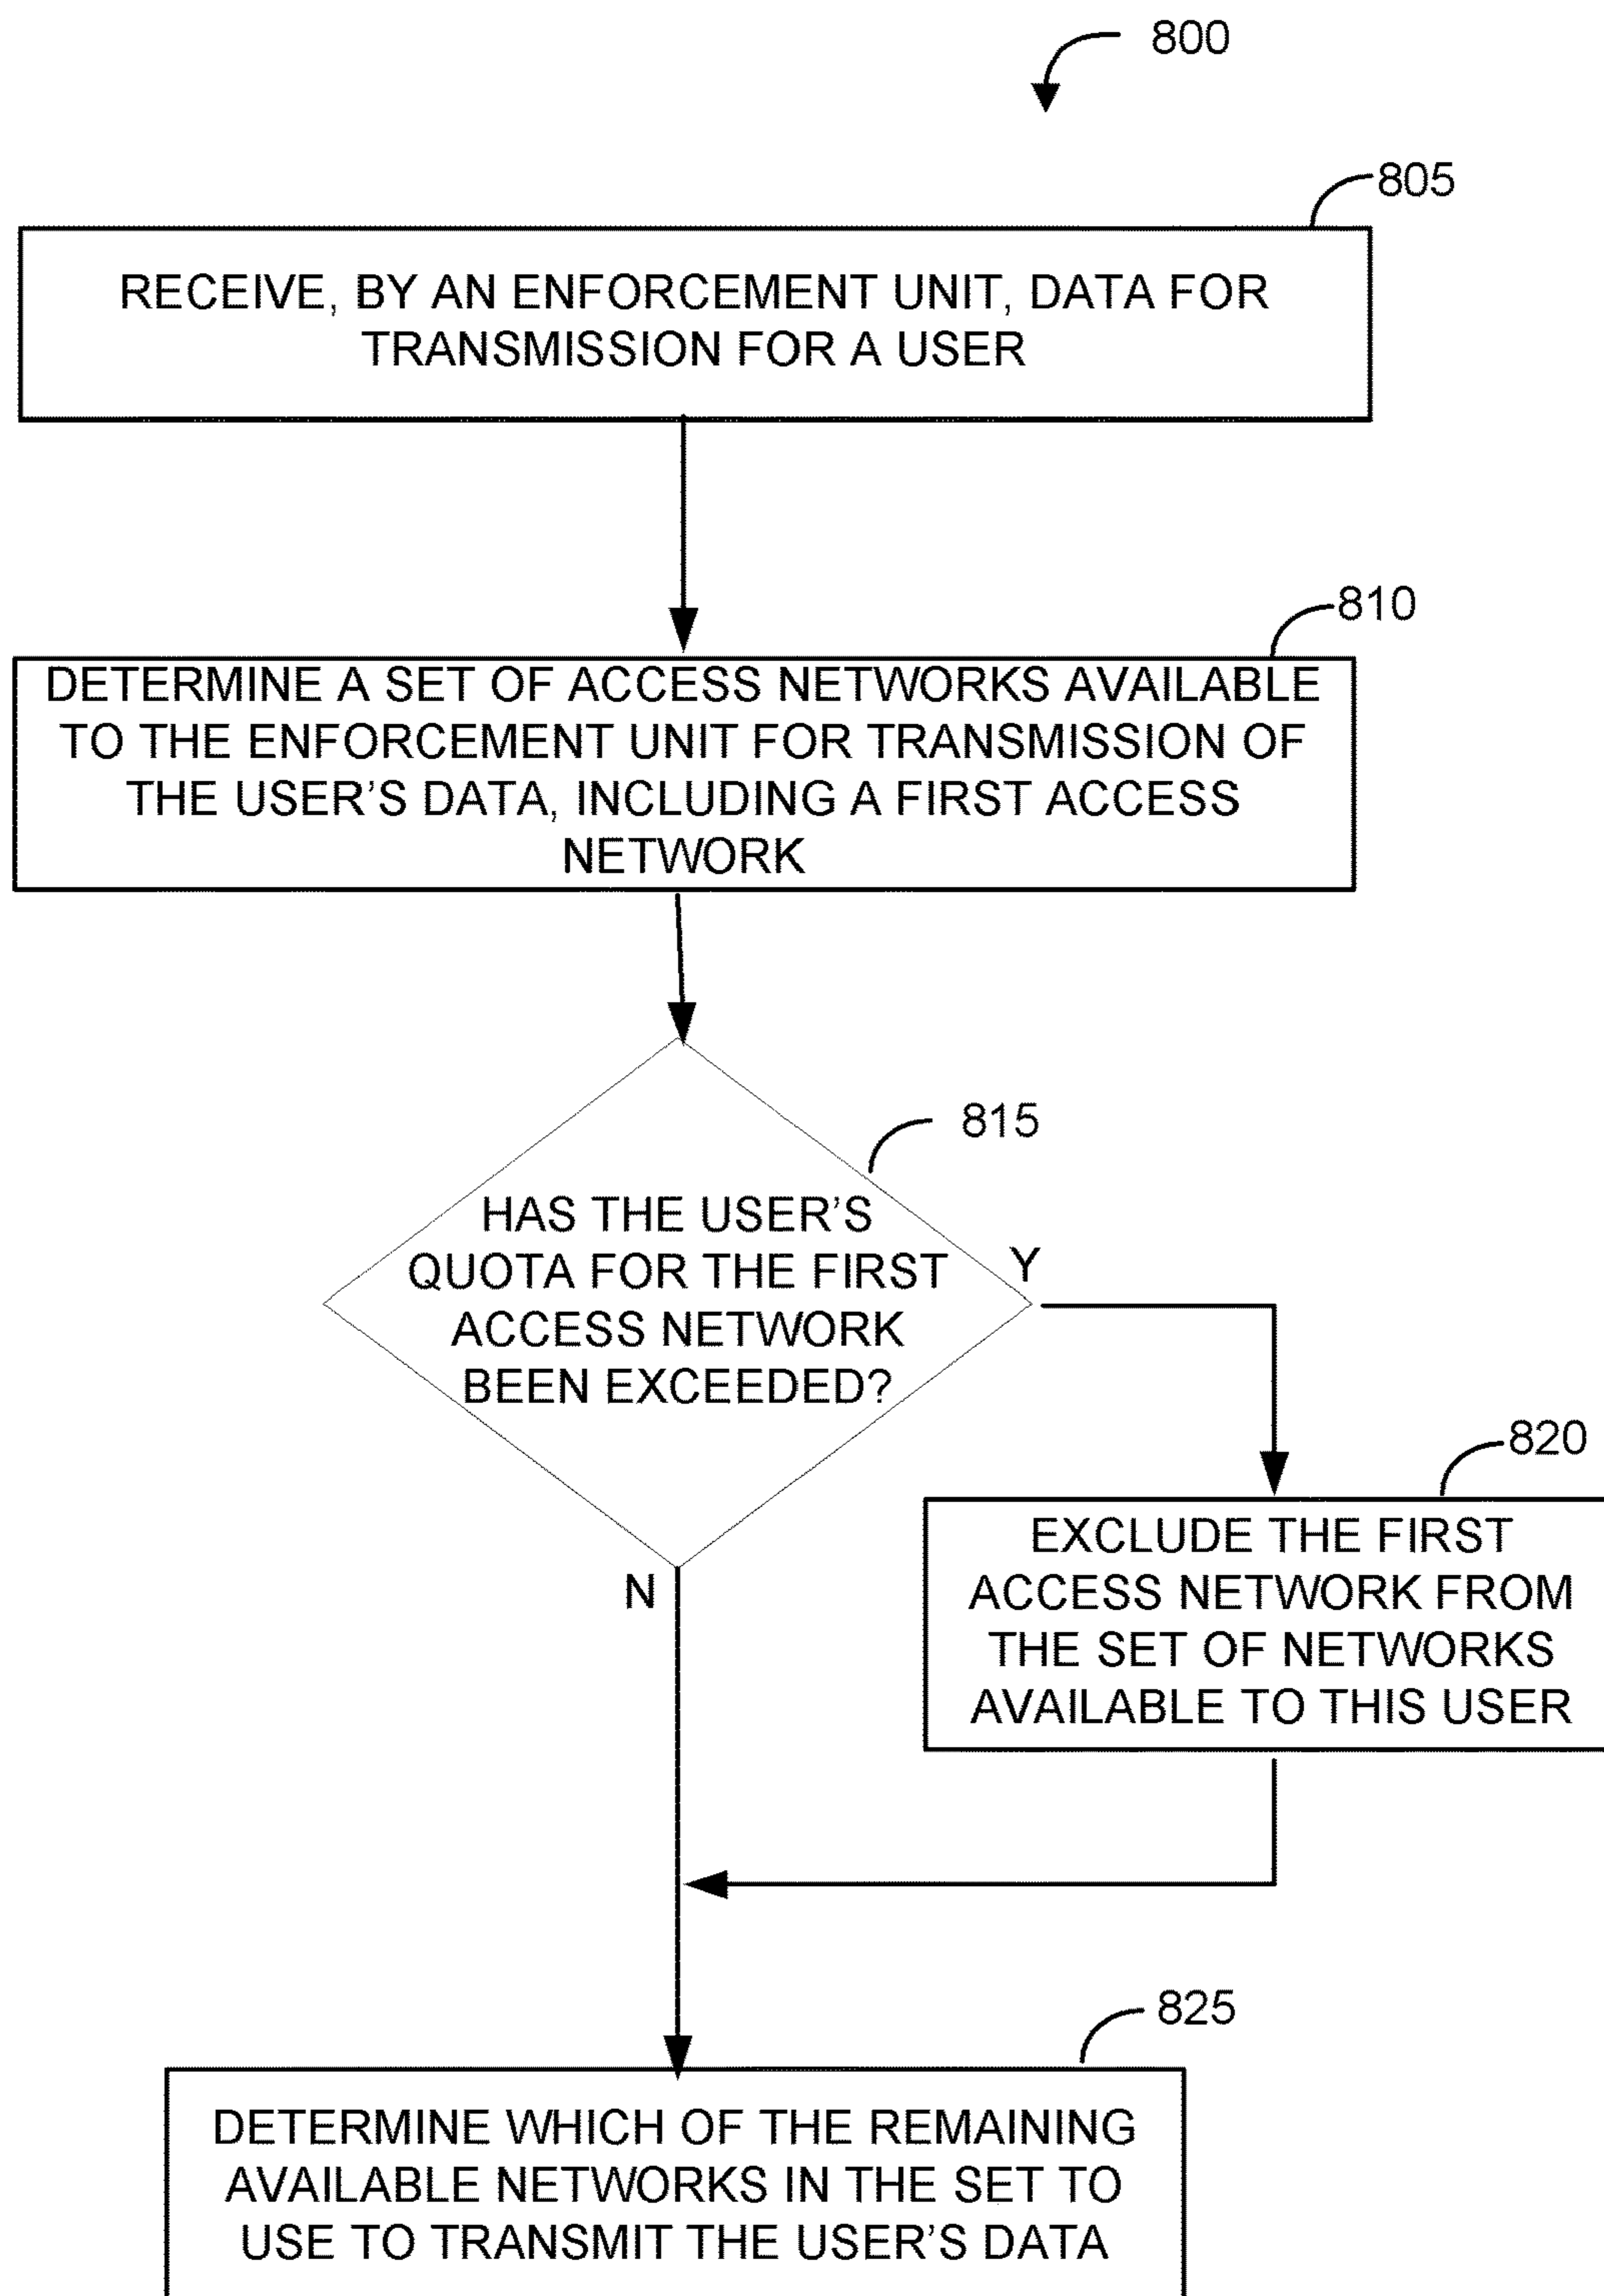 800
805
RECEIVE, BY AN ENFORCEMENT UNIT, DATA FOR
TRANSMISSION FOR A USER
810
DETERMINE A SET OF ACCESS NETWORKS AVAILABLE
TO THE ENFORCEMENT UNIT FOR TRANSMISSION OF
THE USER’S DATA, INCLUDING A FIRST ACCESS
NETWORK
815
HAS THE USER’S
QUOTA FOR THE FIRST
ACCESS NETWORK
BEEN EXCEEDED?
Y
N
820
EXCLUDE THE FIRST
ACCESS NETWORK FROM
THE SET OF NETWORKS
AVAILABLE TO THIS USER
825
DETERMINE WHICH OF THE REMAINING
AVAILABLE NETWORKS IN THE SET TO
USE TO TRANSMIT THE USER’S DATA